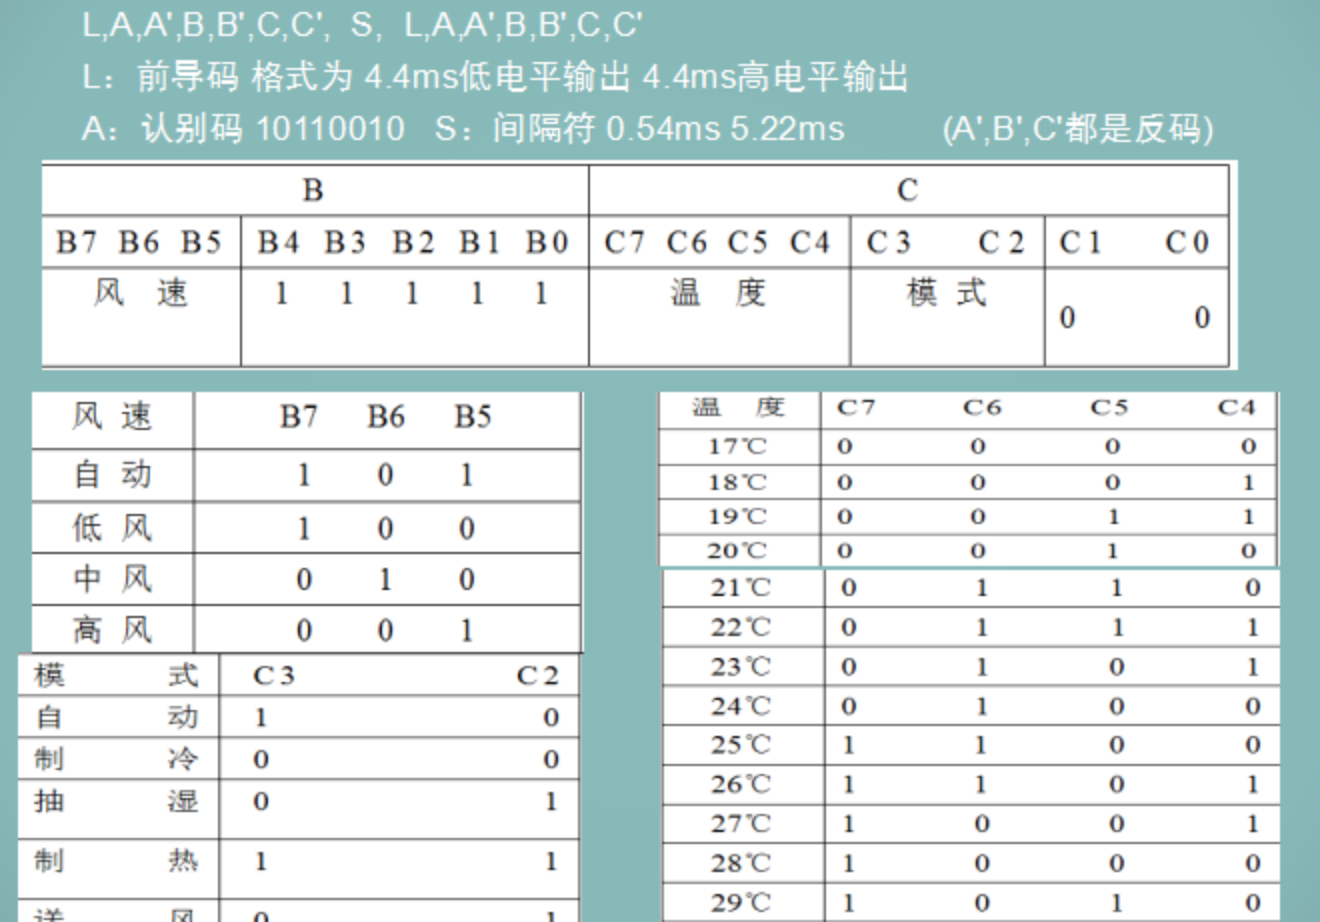 L,A,A',B,B',C,C', S, L,A,A',B,B',C,C'
L：前导码 格式为 4.4ms低电平输出 4.4ms高电平输出
A：认别码 10110010 S：间隔符 0.54ms 5.22ms (A',B',C'都是反码)
B C
B7 B6 B5 B4 B3 B2 B1 B0 C7 C6 C5 C4 C3 C2 C1 C0
风 速 1 1 1 1 1 温 度 模 式 0 0
风 速 B7 B6 B5
自 动 1 0 1
低 风 1 0 0
中 风 0 1 0
高 风 0 0 1
模 式 C3 C2
自 动 1 0
制 冷 0 0
抽 湿 0 1
制 热 1 1
送 风 0 1
温 度 C7 C6 C5 C4
17℃ 0 0 0 0
18℃ 0 0 0 1
19℃ 0 0 1 1
20℃ 0 0 1 0
21℃ 0 1 1 0
22℃ 0 1 1 1
23℃ 0 1 0 1
24℃ 0 1 0 0
25℃ 1 1 0 0
26℃ 1 1 0 1
27℃ 1 0 0 1
28℃ 1 0 0 0
29℃ 1 0 1 0